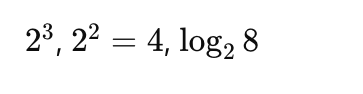 2³, 2² = 4, log₂ 8